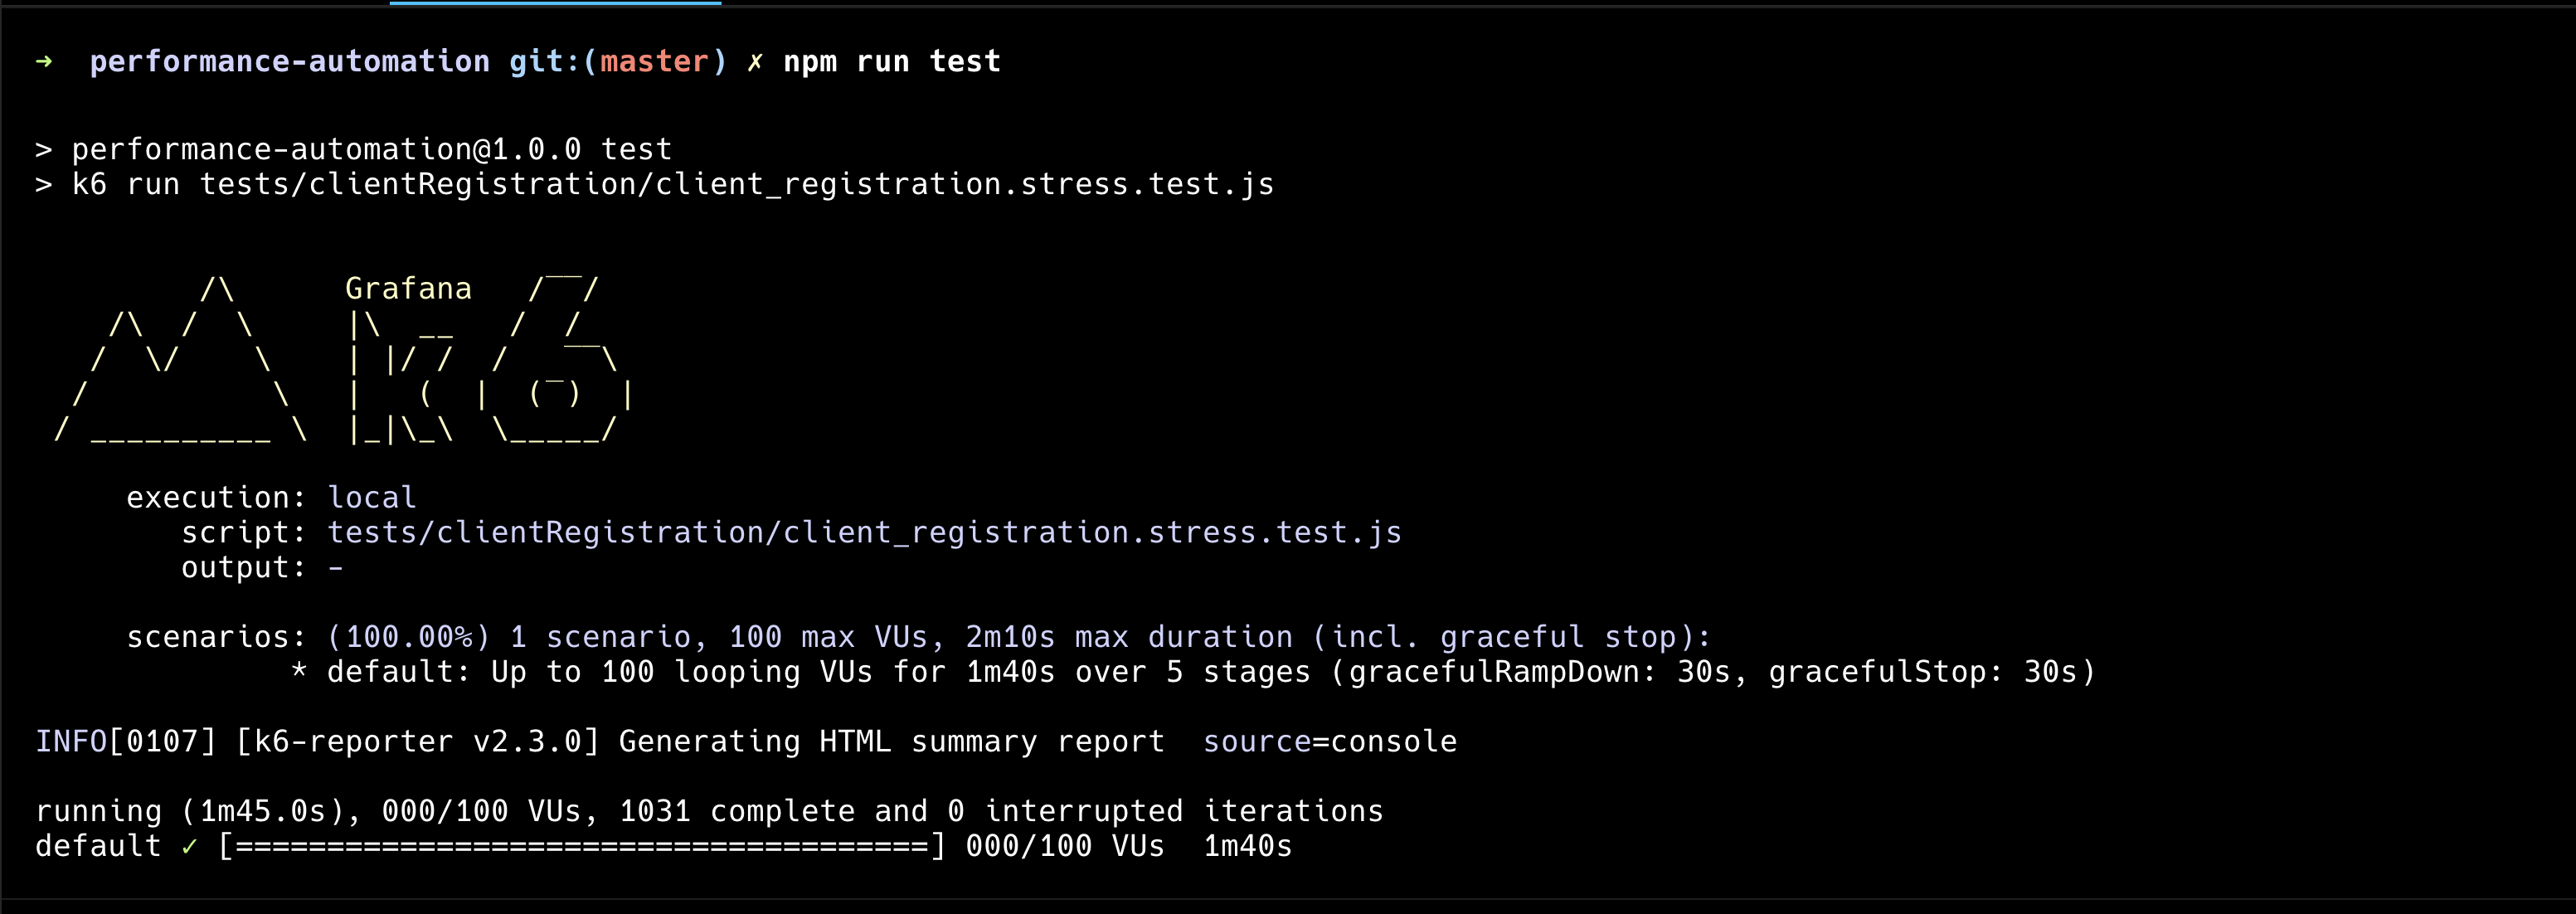 ➜  performance-automation git:(master) ✗ npm run test
> performance-automation@1.0.0 test
> k6 run tests/clientRegistration/client_registration.stress.test.js
         /\      Grafana   /‾‾/
    /\  /  \     |\  __   /  /
   /  \/    \    | |/ /  /   ‾‾\
  /          \   |   (  |  (‾)  |
 / __________ \  |_|\_\  \_____/
     execution: local
        script: tests/clientRegistration/client_registration.stress.test.js
        output: -
     scenarios: (100.00%) 1 scenario, 100 max VUs, 2m10s max duration (incl. graceful stop):
              * default: Up to 100 looping VUs for 1m40s over 5 stages (gracefulRampDown: 30s, gracefulStop: 30s)
INFO[0107] [k6-reporter v2.3.0] Generating HTML summary report  source=console
running (1m45.0s), 000/100 VUs, 1031 complete and 0 interrupted iterations
default ✓ [======================================] 000/100 VUs  1m40s